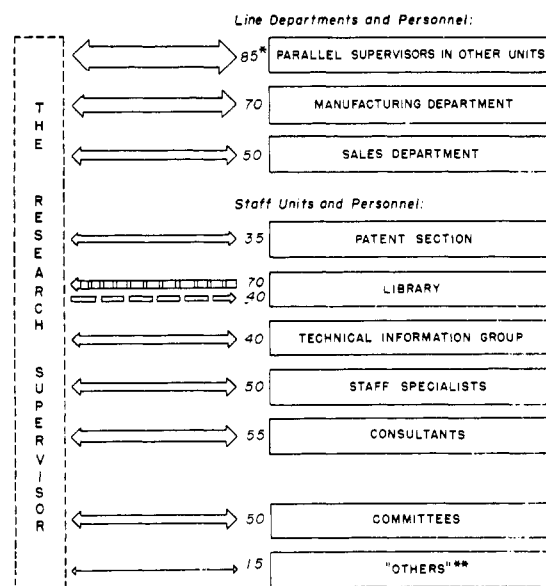 Line Departments and Personnel:
85* PARALLEL SUPERVISORS IN OTHER UNITS
70 MANUFACTURING DEPARTMENT
50 SALES DEPARTMENT
Staff Units and Personnel:
35 PATENT SECTION
70
40
LIBRARY
40 TECHNICAL INFORMATION GROUP
50 STAFF SPECIALISTS
55 CONSULTANTS
50 COMMITTEES
15 "OTHERS"**
THE RESEARCH SUPERVISOR